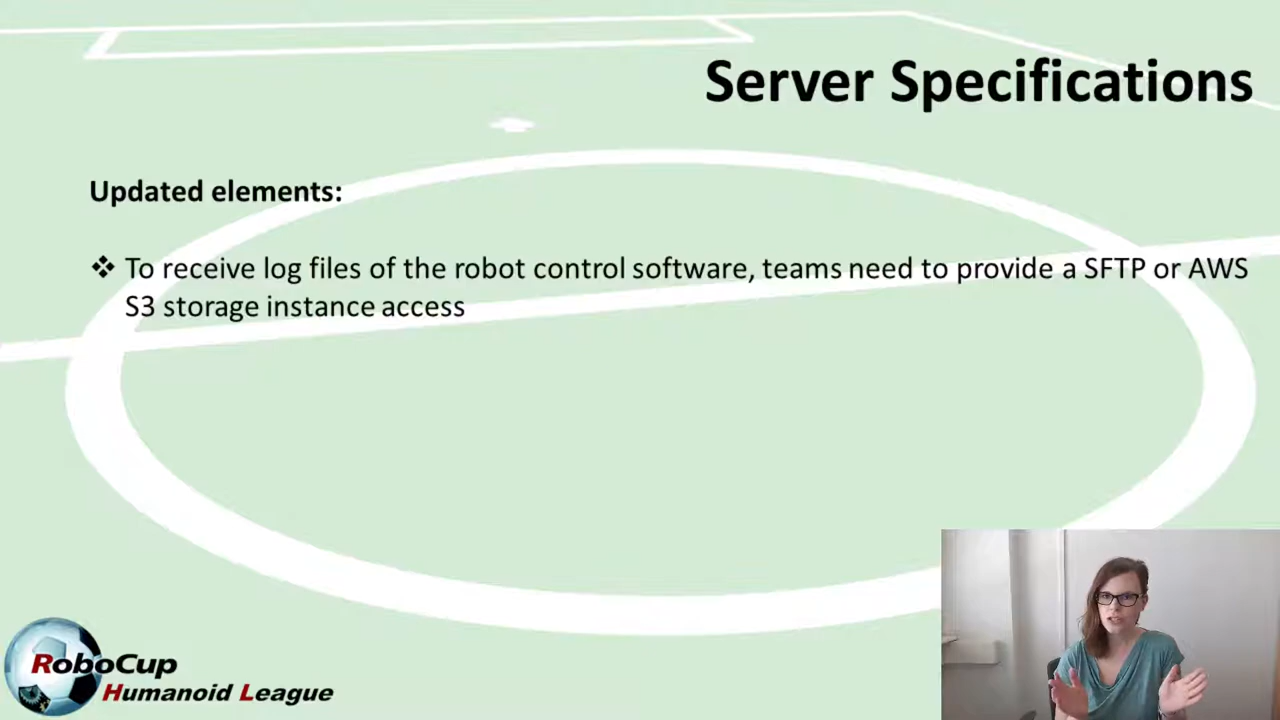 Server Specifications
Updated elements:
❖ To receive log files of the robot control software, teams need to provide a SFTP or AWS
S3 storage instance access
RoboCup
Humanoid League